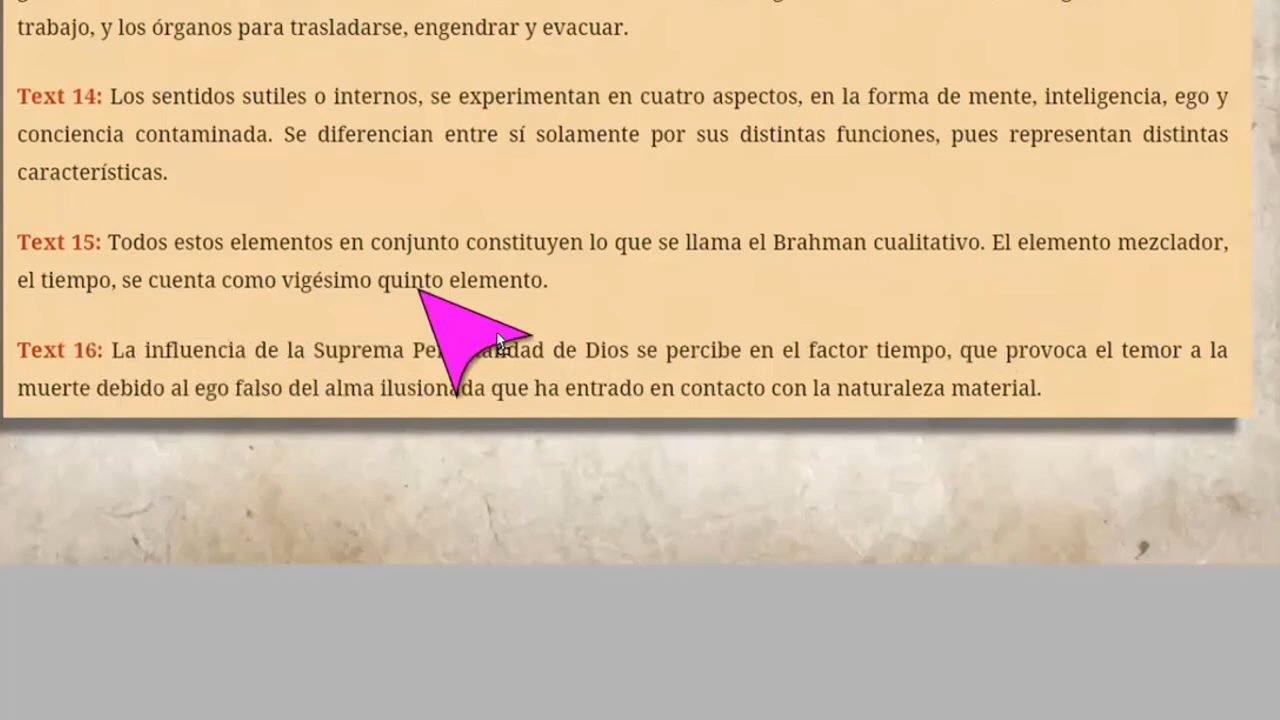 trabajo, y los órganos para trasladarse, engendrar y evacuar.
Text 14: Los sentidos sutiles o internos, se experimentan en cuatro aspectos, en la forma de mente, inteligencia, ego y
conciencia contaminada. Se diferencian entre sí solamente por sus distintas funciones, pues representan distintas
características.
Text 15: Todos estos elementos en conjunto constituyen lo que se llama el Brahman cualitativo. El elemento mezclador,
el tiempo, se cuenta como vigésimo quinto elemento.
Text 16: La influencia de la Suprema de Dios se percibe en el factor tiempo, que provoca el temor a la
muerte debido al ego falso del alma ilusionada que ha entrado en contacto con la naturaleza material.